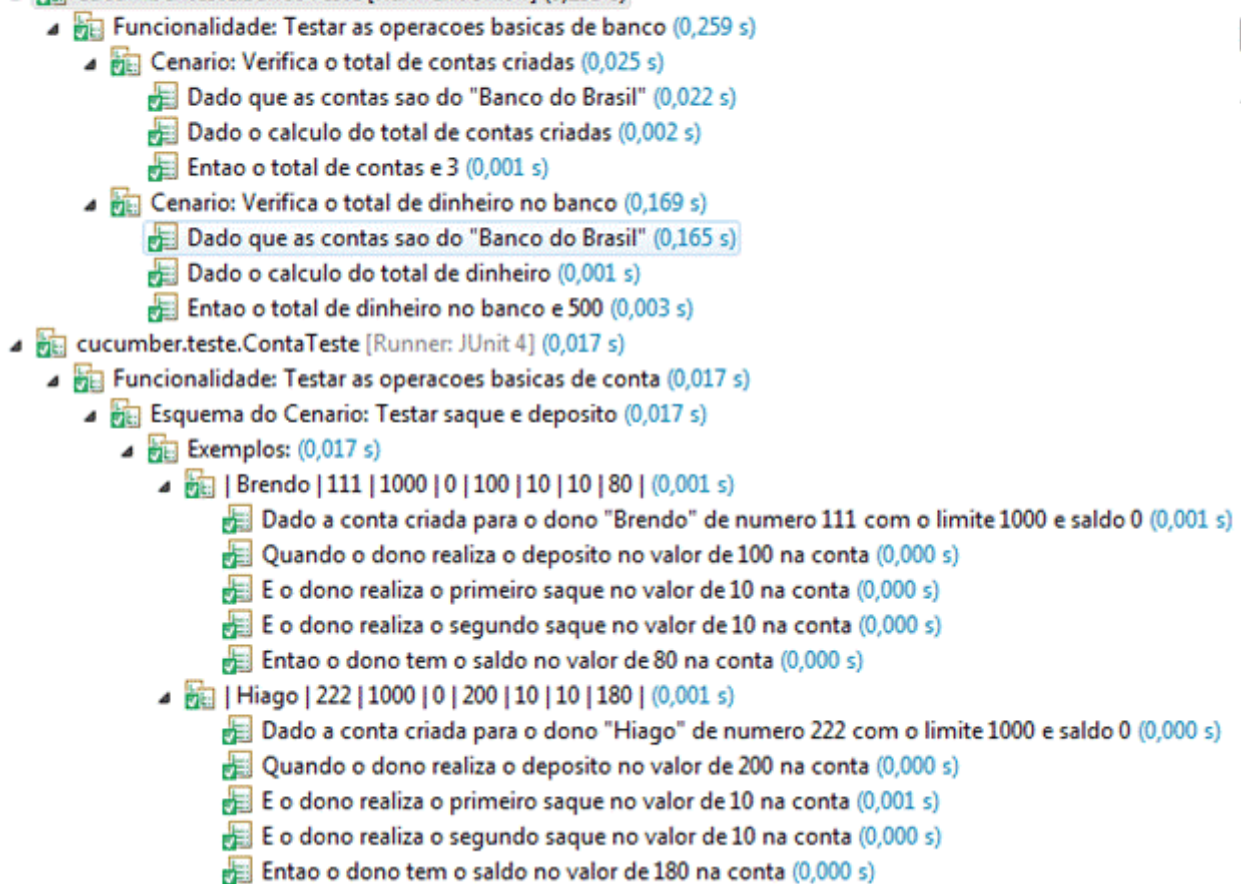 Funcionalidade: Testar as operacoes basicas de banco (0,259 s)
Cenario: Verifica o total de contas criadas (0,025 s)
Dado que as contas sao do "Banco do Brasil" (0,022 s)
Dado o calculo do total de contas criadas (0,002 s)
Entao o total de contas e 3 (0,001 s)
Cenario: Verifica o total de dinheiro no banco (0,169 s)
Dado que as contas sao do "Banco do Brasil" (0,165 s)
Dado o calculo do total de dinheiro (0,001 s)
Entao o total de dinheiro no banco e 500 (0,003 s)
cucumber.teste.ContaTeste [Runner: JUnit 4] (0,017 s)
Funcionalidade: Testar as operacoes basicas de conta (0,017 s)
Esquema do Cenario: Testar saque e deposito (0,017 s)
Exemplos: (0,017 s)
| Brendo | 111 | 1000 | 0 | 100 | 10 | 10 | 80 | (0,001 s)
Dado a conta criada para o dono "Brendo" de numero 111 com o limite 1000 e saldo 0 (0,001 s)
Quando o dono realiza o deposito no valor de 100 na conta (0,000 s)
E o dono realiza o primeiro saque no valor de 10 na conta (0,000 s)
E o dono realiza o segundo saque no valor de 10 na conta (0,000 s)
Entao o dono tem o saldo no valor de 80 na conta (0,000 s)
| Hiago | 222 | 1000 | 0 | 200 | 10 | 10 | 180 | (0,001 s)
Dado a conta criada para o dono "Hiago" de numero 222 com o limite 1000 e saldo 0 (0,000 s)
Quando o dono realiza o deposito no valor de 200 na conta (0,000 s)
E o dono realiza o primeiro saque no valor de 10 na conta (0,001 s)
E o dono realiza o segundo saque no valor de 10 na conta (0,000 s)
Entao o dono tem o saldo no valor de 180 na conta (0,000 s)